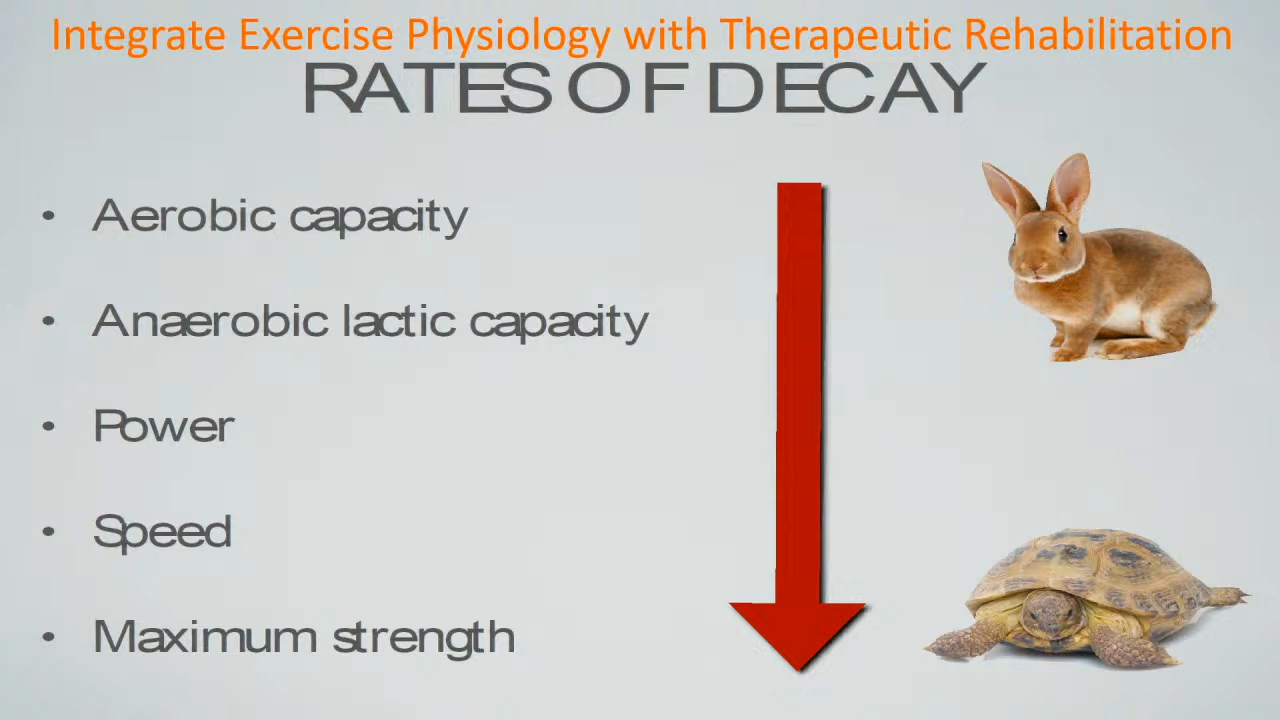 Integrate Exercise Physiology with Therapeutic Rehabilitation
RATES OF DECAY
• Aerobic capacity
• Anaerobic lactic capacity
• Power
• Speed
• Maximum strength